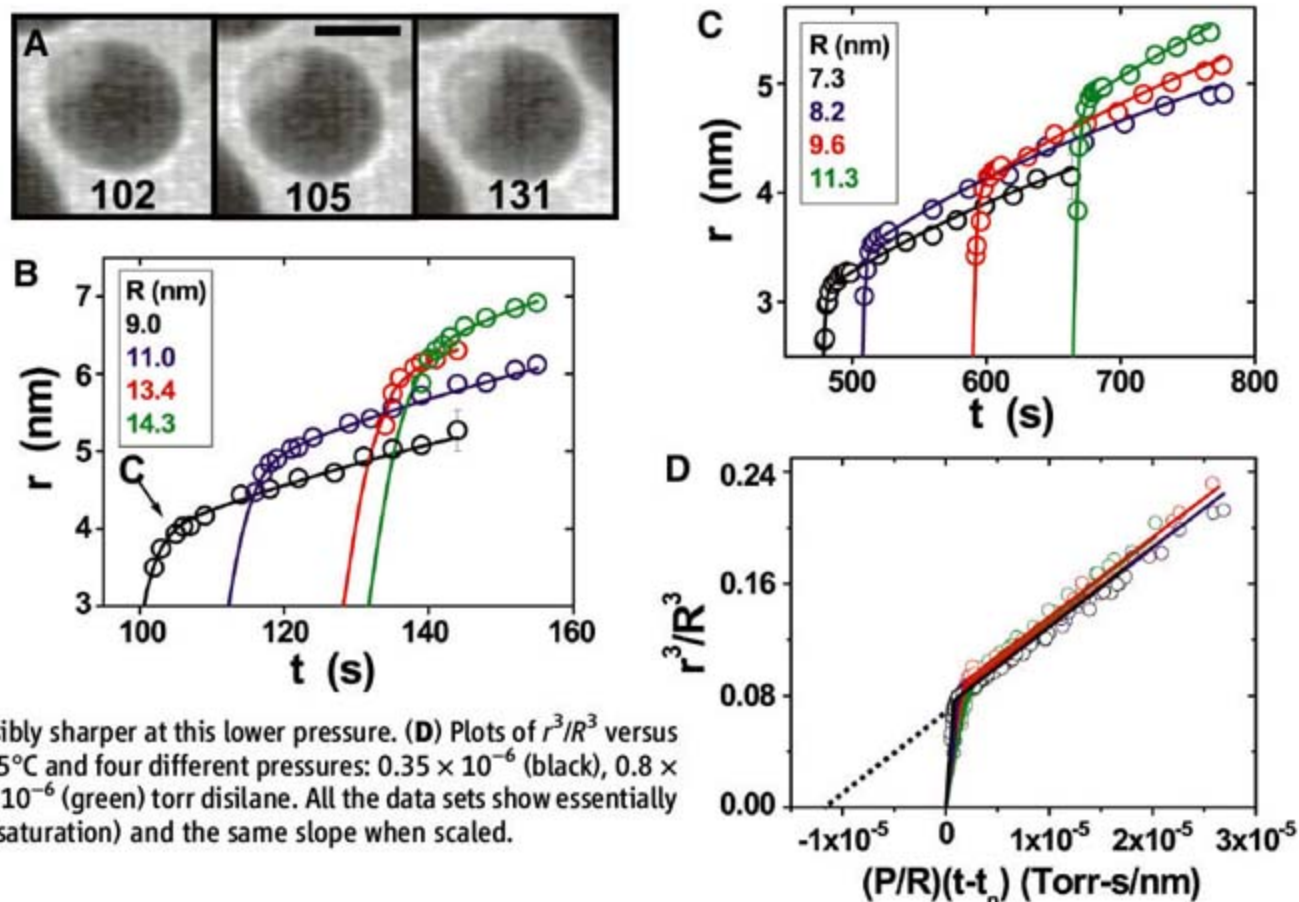 A
102
105
131
B
R (nm)
9.0
11.0
13.4
14.3
C
7
6
5
4
3
r (nm)
100
120
140
160
t (s)
C
R (nm)
7.3
8.2
9.6
11.3
5
4
3
r (nm)
500
600
700
800
t (s)
D
0.24
0.16
0.08
0.00
r³/R³
-1x10⁻⁵
0
1x10⁻⁵
2x10⁻⁵
3x10⁻⁵
(P/R)(t-tₙ) (Torr-s/nm)
sibly sharper at this lower pressure. (D) Plots of r³/R³ versus
5°C and four different pressures: 0.35 × 10⁻⁶ (black), 0.8 ×
10⁻⁶ (green) torr disilane. All the data sets show essentially
saturation) and the same slope when scaled.